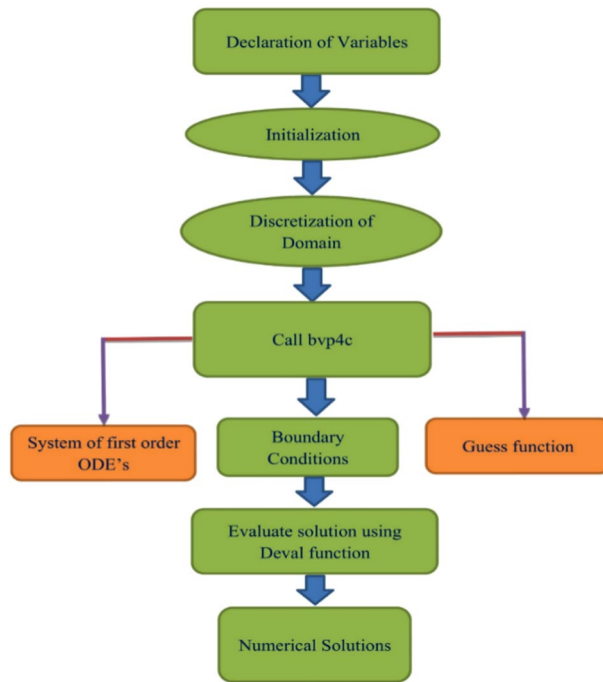 Declaration of Variables
Initialization
Discretization of
Domain
Call bvp4c
System of first order
ODE's
Boundary
Conditions
Guess function
Evaluate solution using
Deval function
Numerical Solutions